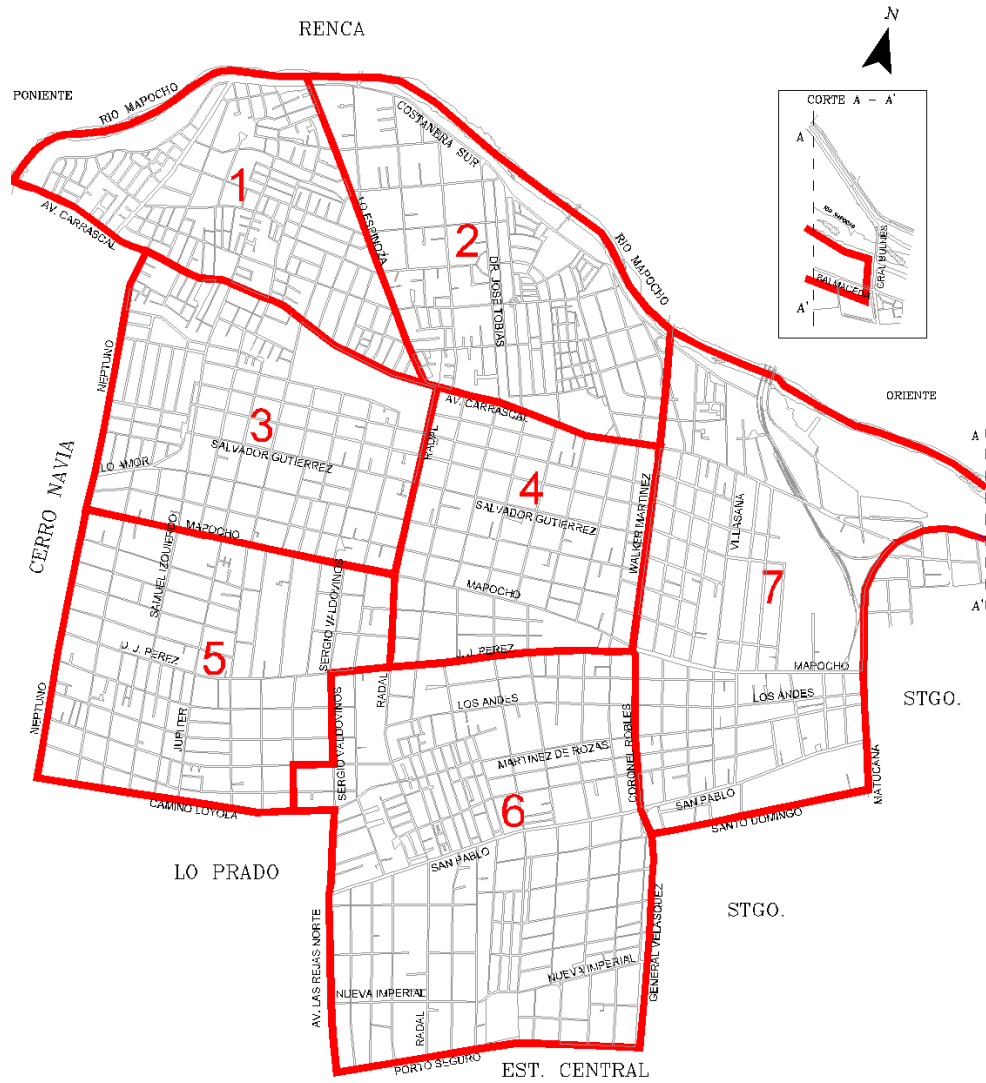 N
RENCA
PONIENTE
RIO MAPOCHO
COSTANERA SUR
CORTE A - A'
A
RIO MAPOCHO
GRAL BULNES
BALMACEDA
A'
1
AV. CARRASCAL
LO ESPINOZA
2
DR. JOSE TOBIAS
RIO MAPOCHO
ORIENTE
NEPTUNO
3
AV. CARRASCAL
RADAL
SALVADOR GUTIERREZ
LO AMOR
CERRO NAVIA
4
SALVADOR GUTIERREZ
WALKER MARTINEZ
VILLASANA
A
MAPOCHO
SAMUEL IZQUIERDO
SERGIO VALDOVINOS
MAPOCHO
7
A'
J. J. PEREZ
5
J. J. PEREZ
MAPOCHO
NEPTUNO
JUPITER
SERGIO VALDOVINOS
RADAL
LOS ANDES
LOS ANDES
STGO.
MARTINEZ DE ROZAS
CORONEL ROBLES
MATUCANA
CAMINO LOYOLA
6
SAN PABLO
SANTO DOMINGO
LO PRADO
SAN PABLO
STGO.
AV. LAS REJAS NORTE
GENERAL VELASQUEZ
NUEVA IMPERIAL
NUEVA IMPERIAL
RADAL
PORTO SEGURO
EST. CENTRAL